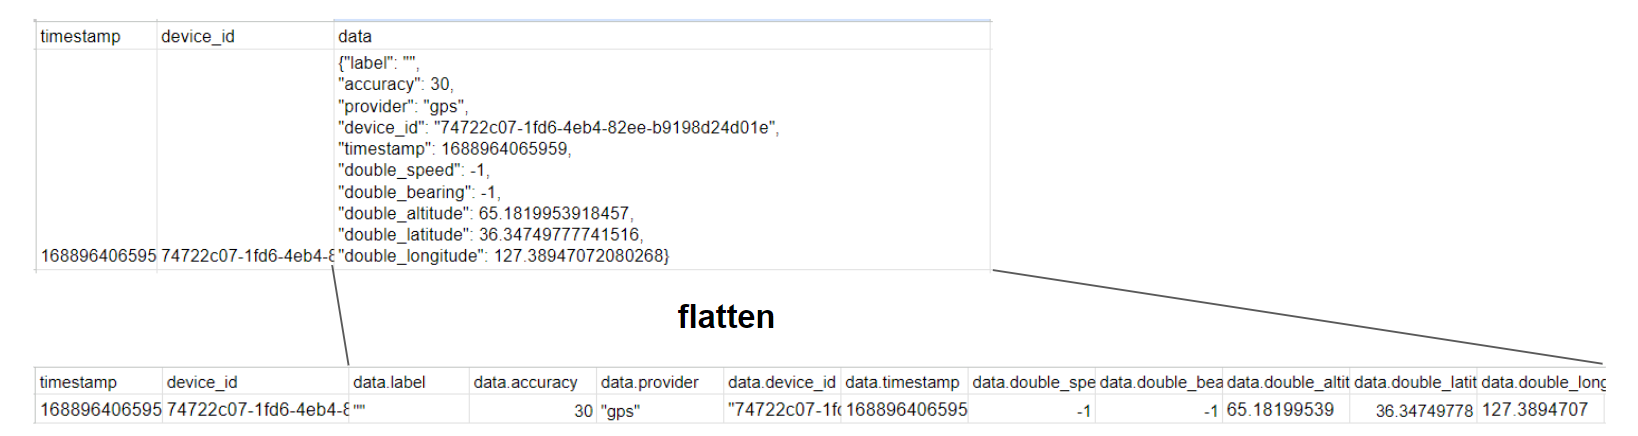 timestamp device_id data
{"label": "",
"accuracy": 30,
"provider": "gps",
"device_id": "74722c07-1fd6-4eb4-82ee-b9198d24d01e",
"timestamp": 1688964065959,
"double_speed": -1,
"double_bearing": -1,
"double_altitude": 65.1819953918457,
"double_latitude": 36.34749777741516,
168896406595 74722c07-1fd6-4eb4-8 "double_longitude": 127.38947072080268}
flatten
timestamp device_id data.label data.accuracy data.provider data.device_id data.timestamp data.double_spe data.double_bea data.double_altit data.double_latit data.double_long
168896406595 74722c07-1fd6-4eb4-8 "" 30 "gps" "74722c07-1f 168896406595 -1 -1 65.18199539 36.34749778 127.3894707